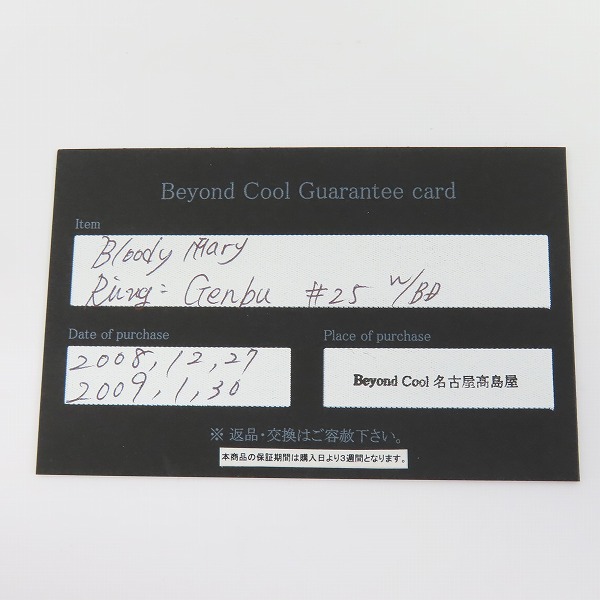 Beyond Cool Guarantee card
Item
Bloody Mary
Ring: Genbu #25 w/BD
Date of purchase
Place of purchase
2008,12,27
2009,1,30
Beyond Cool 名古屋髙島屋
※ 返品・交換はご容赦下さい。
本商品の保証期間は購入日より3週間となります。